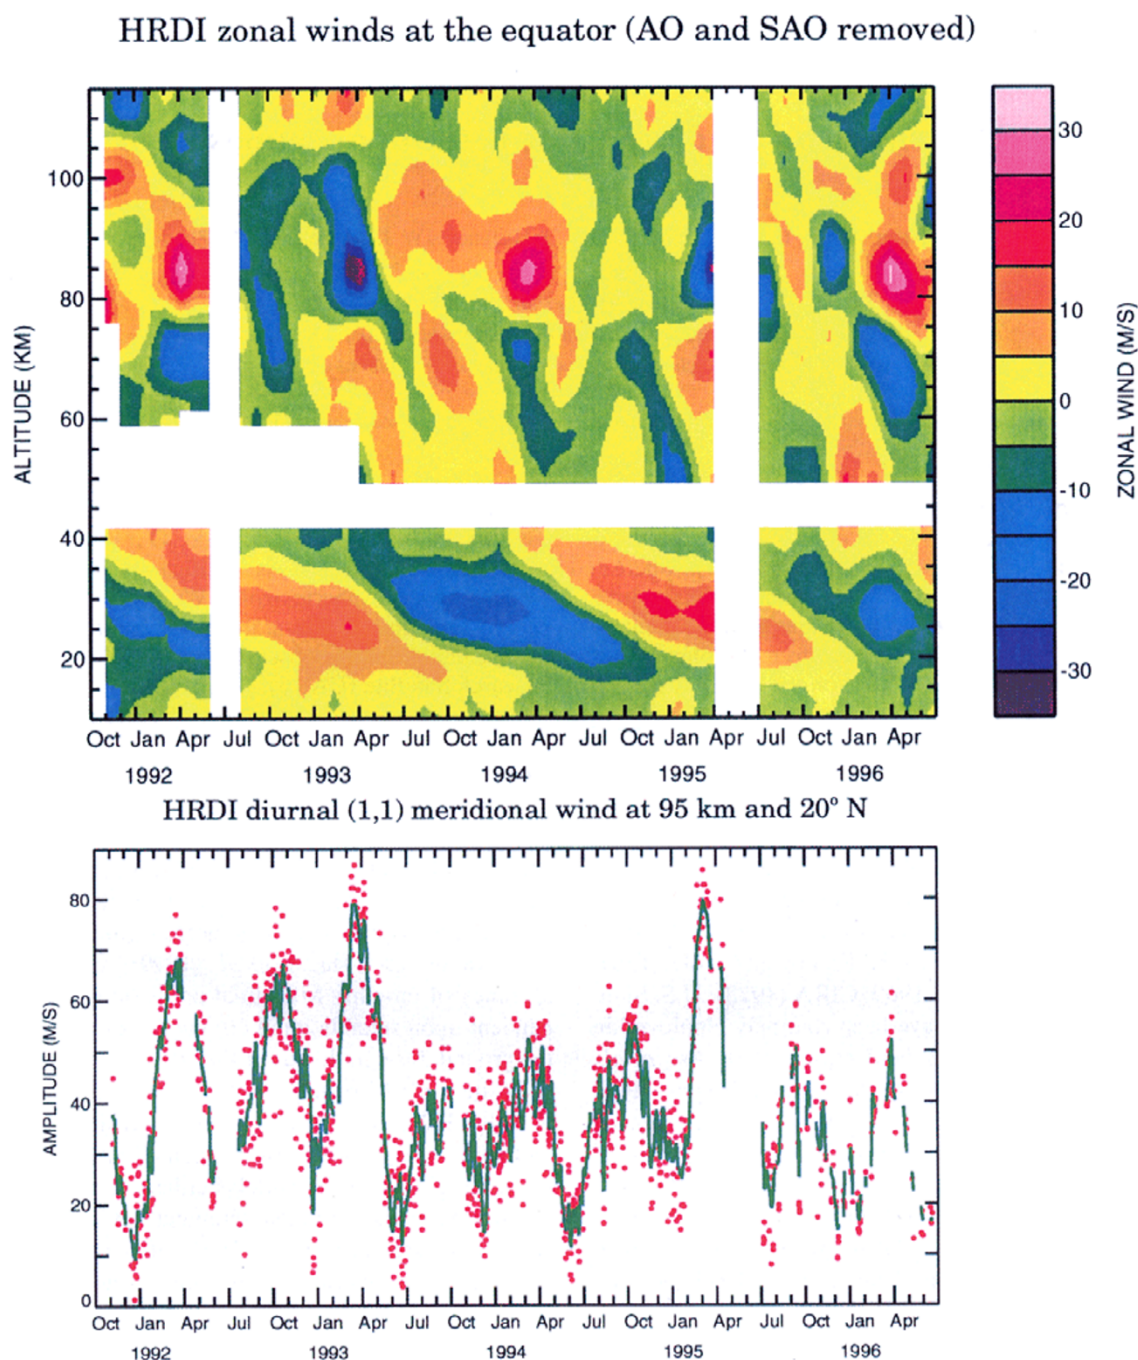 HRDI zonal winds at the equator (AO and SAO removed)
ALTITUDE (KM)
100
80
60
40
20
30
20
10
0
-10
-20
-30
ZONAL WIND (M/S)
Oct Jan Apr Jul Oct Jan Apr Jul Oct Jan Apr Jul Oct Jan Apr Jul Oct Jan Apr
1992 1993 1994 1995 1996
HRDI diurnal (1,1) meridional wind at 95 km and 20° N
AMPLITUDE (M/S)
80
60
40
20
0
Oct Jan Apr Jul Oct Jan Apr Jul Oct Jan Apr Jul Oct Jan Apr Jul Oct Jan Apr
1992 1993 1994 1995 1996